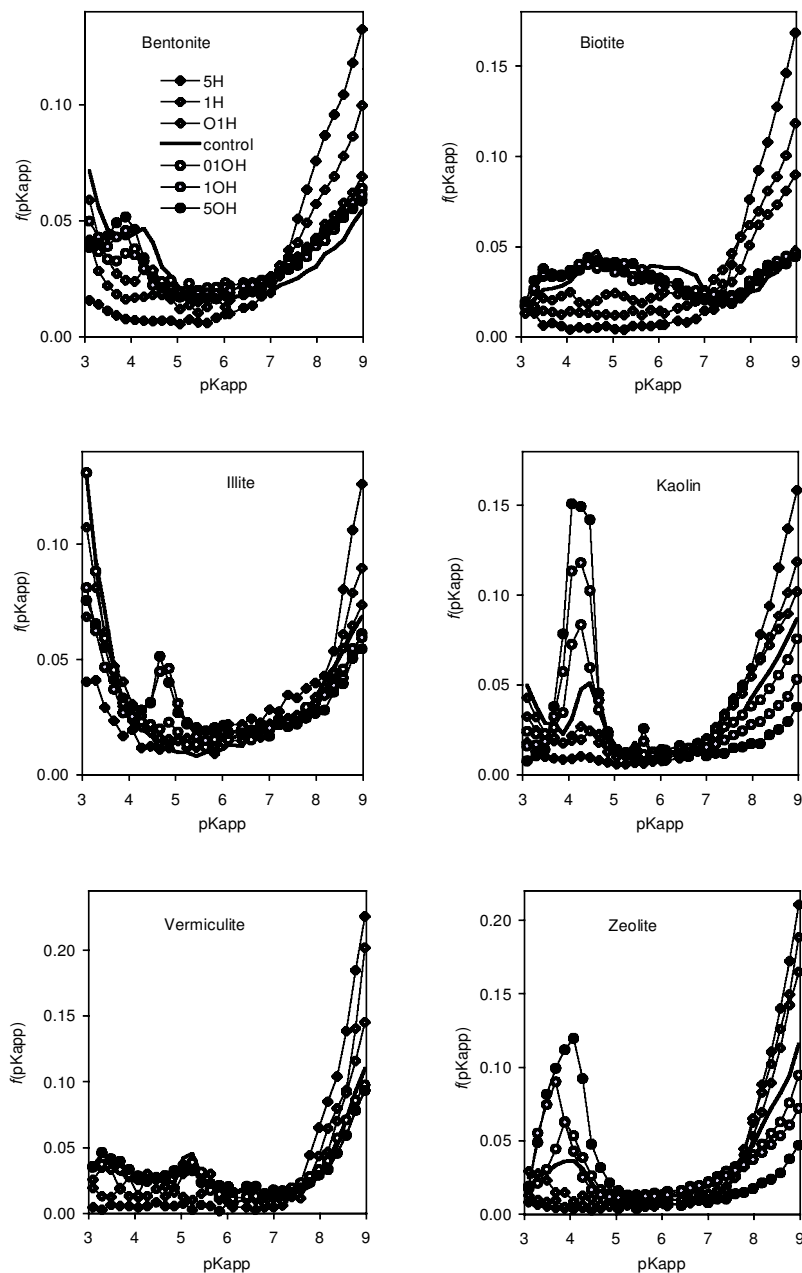 Bentonite
5H
1H
O1H
control
01OH
1OH
5OH
f(pKapp)
0.10
0.05
0.00
3 4 5 6 7 8 9
pKapp
Biotite
f(pKapp)
0.15
0.10
0.05
0.00
3 4 5 6 7 8 9
pKapp
Illite
f(pKapp)
0.10
0.05
0.00
3 4 5 6 7 8 9
pKapp
Kaolin
f(pKapp)
0.15
0.10
0.05
0.00
3 4 5 6 7 8 9
pKapp
Vermiculite
f(pKapp)
0.20
0.15
0.10
0.05
0.00
3 4 5 6 7 8 9
pKapp
Zeolite
f(pKapp)
0.20
0.15
0.10
0.05
0.00
3 4 5 6 7 8 9
pKapp